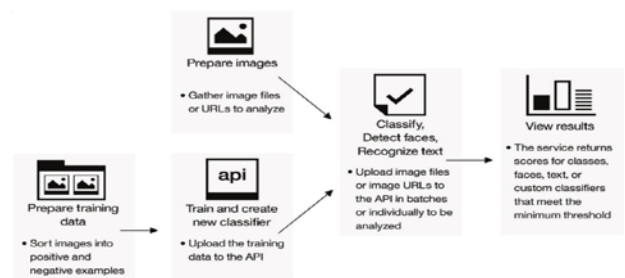 Prepare images
• Gather image files
or URLs to analyze
Prepare training
data
• Sort images into
positive and
negative examples
api
Train and create
new classifier
• Upload the training
data to the API
Classify,
Detect faces,
Recognize text
• Upload image files
or image URLs to
the API in batches
or individually to be
analyzed
View results
• The service returns
scores for classes,
faces, text, or
custom classifiers
that meet the
minimum threshold